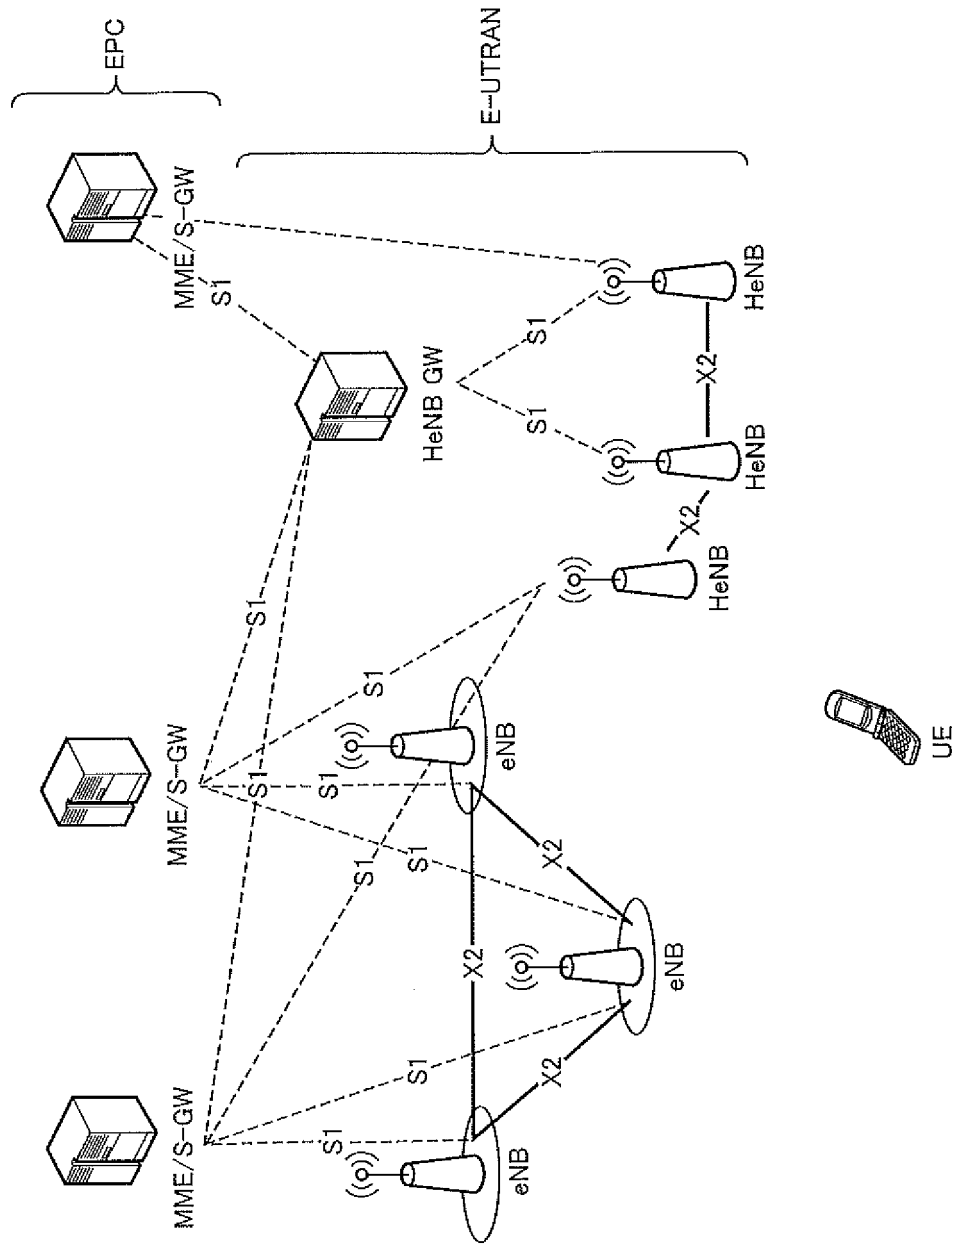 EPC
E-UTRAN
MME/S-GW
MME/S-GW
MME/S-GW
S1
HeNB GW
S1
S1
S1
S1
S1
S1
S1
S1
S1
S1
eNB
eNB
eNB
X2
X2
X2
HeNB
HeNB
HeNB
X2
X2
UE